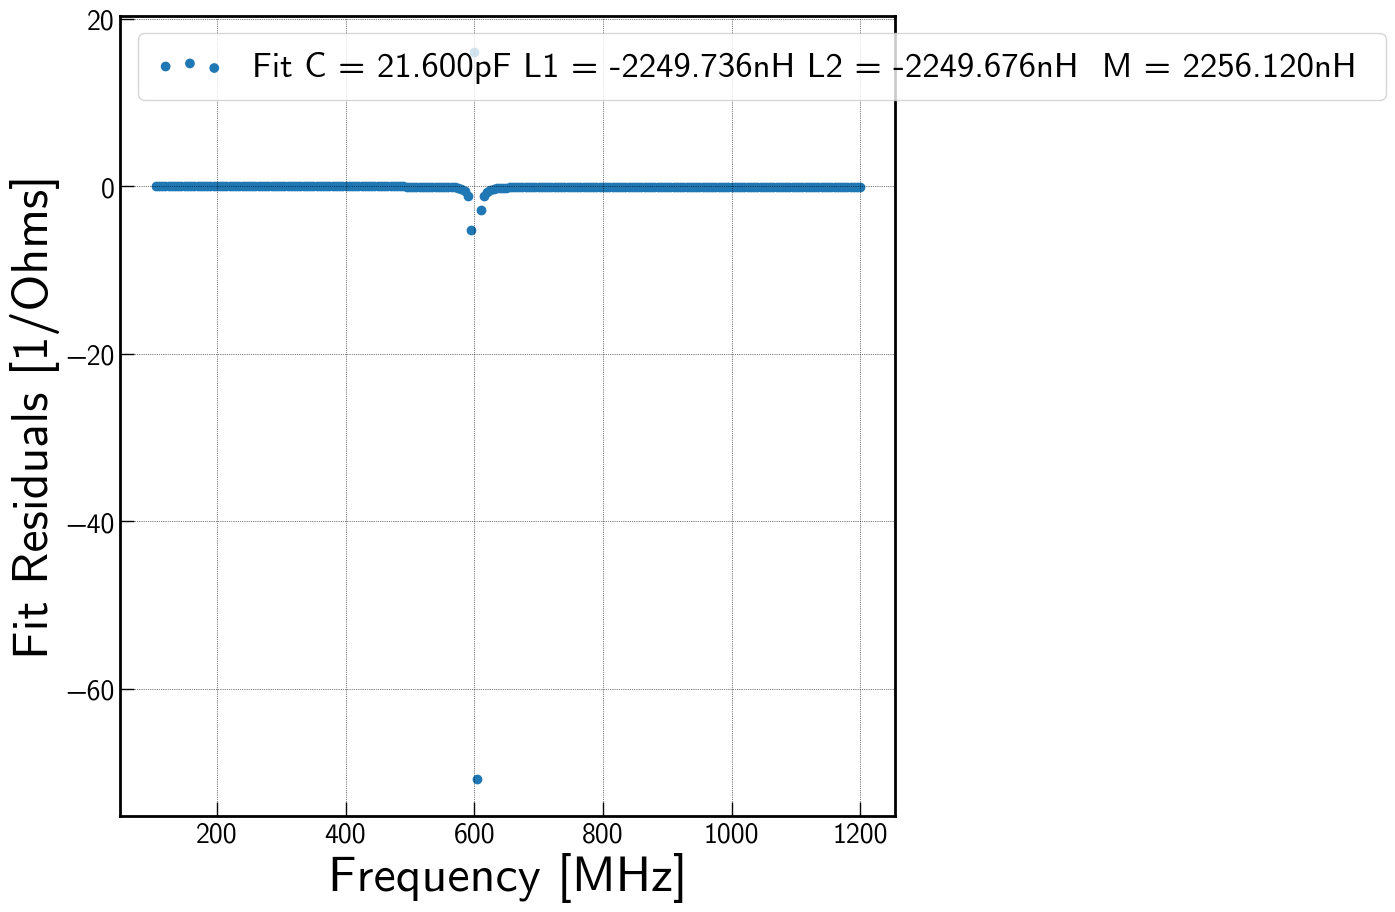 20
Fit C = 21.600pF L1 = -2249.736nH L2 = -2249.676nH M = 2256.120nH
0
−20
−40
−60
Fit Residuals [1/Ohms]
200 400 600 800 1000 1200
Frequency [MHz]